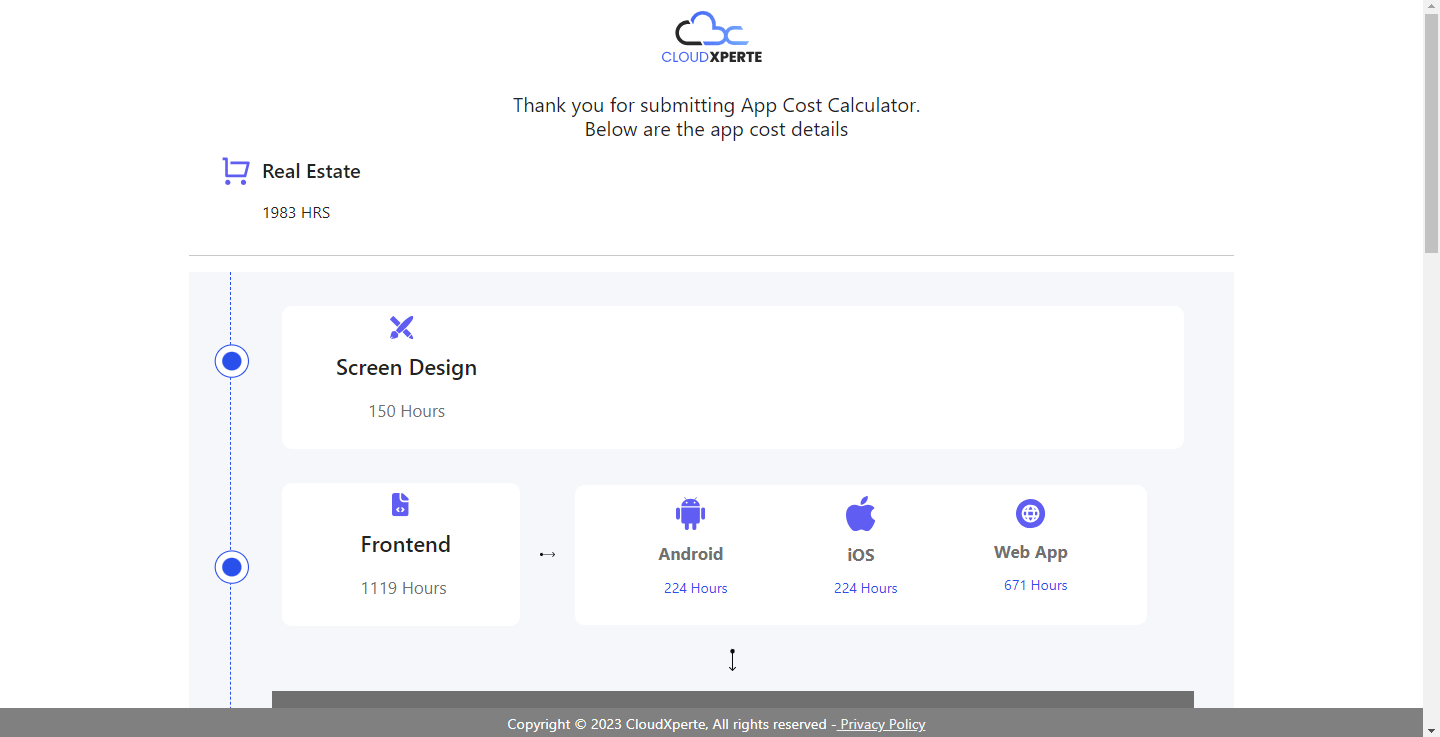 CLOUDXPERTE
Thank you for submitting App Cost Calculator.
Below are the app cost details
Real Estate
1983 HRS
Screen Design
150 Hours
Frontend
1119 Hours
Android
224 Hours
iOS
224 Hours
Web App
671 Hours
Copyright © 2023 CloudXperte, All rights reserved - Privacy Policy